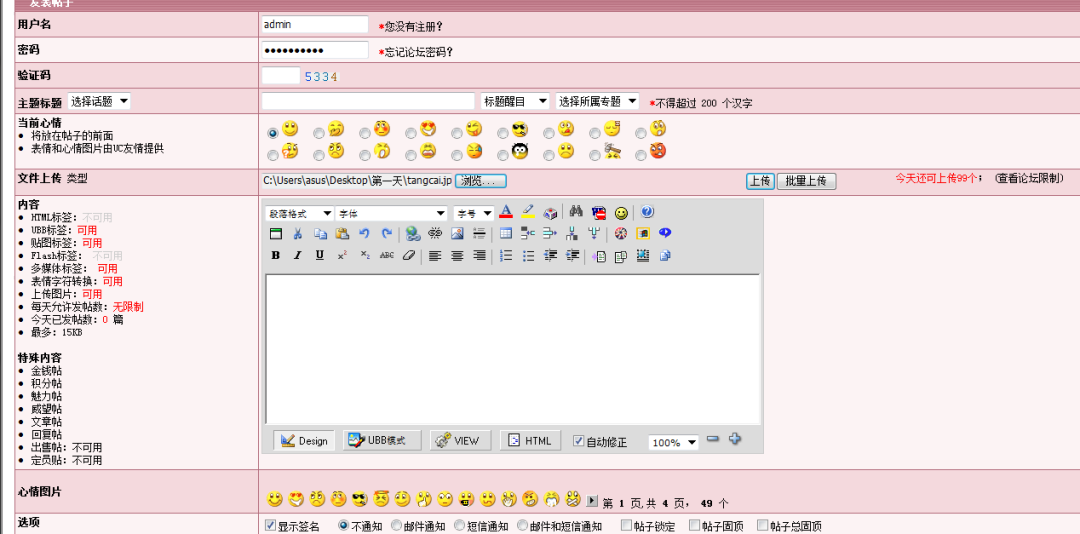 发表帖子
用户名 admin *您没有注册?
密码 ●●●●●●●●●● *忘记论坛密码?
验证码 5334
主题标题 选择话题 标题醒目 选择所属专题 *不得超过 200 个汉字
当前心情
● 将放在帖子的前面
● 表情和心情图片由UC友情提供
文件上传 类型 C:\Users\asus\Desktop\第一天\tangcai.jp 浏览... 上传 批量上传 今天还可上传99个； (查看论坛限制)
内容
● HTML标签：不可用
● UBB标签：可用
● 贴图标签：可用
● Flash标签： 不可用
● 多媒体标签： 可用
● 表情字符转换：可用
● 上传图片：可用
● 每天允许发帖数：无限制
● 今天已发帖数：0 篇
● 最多：15KB
特殊内容
● 金钱帖
● 积分帖
● 魅力帖
● 威望帖
● 文章帖
● 回复帖
● 出售帖：不可用
● 定员贴：不可用
段落格式 字体 字号 A
B I U x² x₂ ABC
Design UBB模式 VIEW HTML 自动修正 100%
心情图片 第 1 页,共 4 页， 49 个
选项 显示签名 不通知 邮件通知 短信通知 邮件和短信通知 帖子锁定 帖子固顶 帖子总固顶